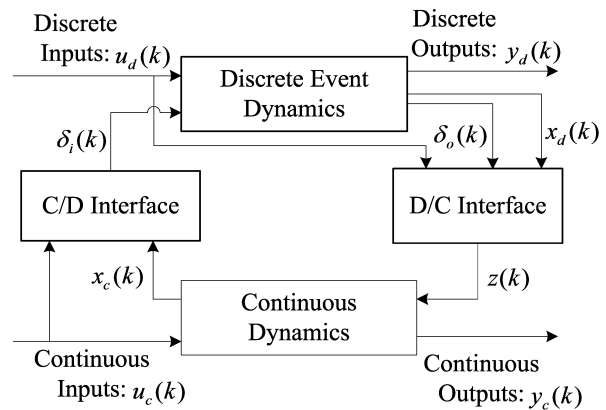 Discrete
Inputs: u_d(k)
Discrete
Outputs: y_d(k)
Discrete Event
Dynamics
δ_i(k)
δ_o(k)
x_d(k)
C/D Interface
D/C Interface
x_c(k)
z(k)
Continuous
Dynamics
Continuous
Inputs: u_c(k)
Continuous
Outputs: y_c(k)